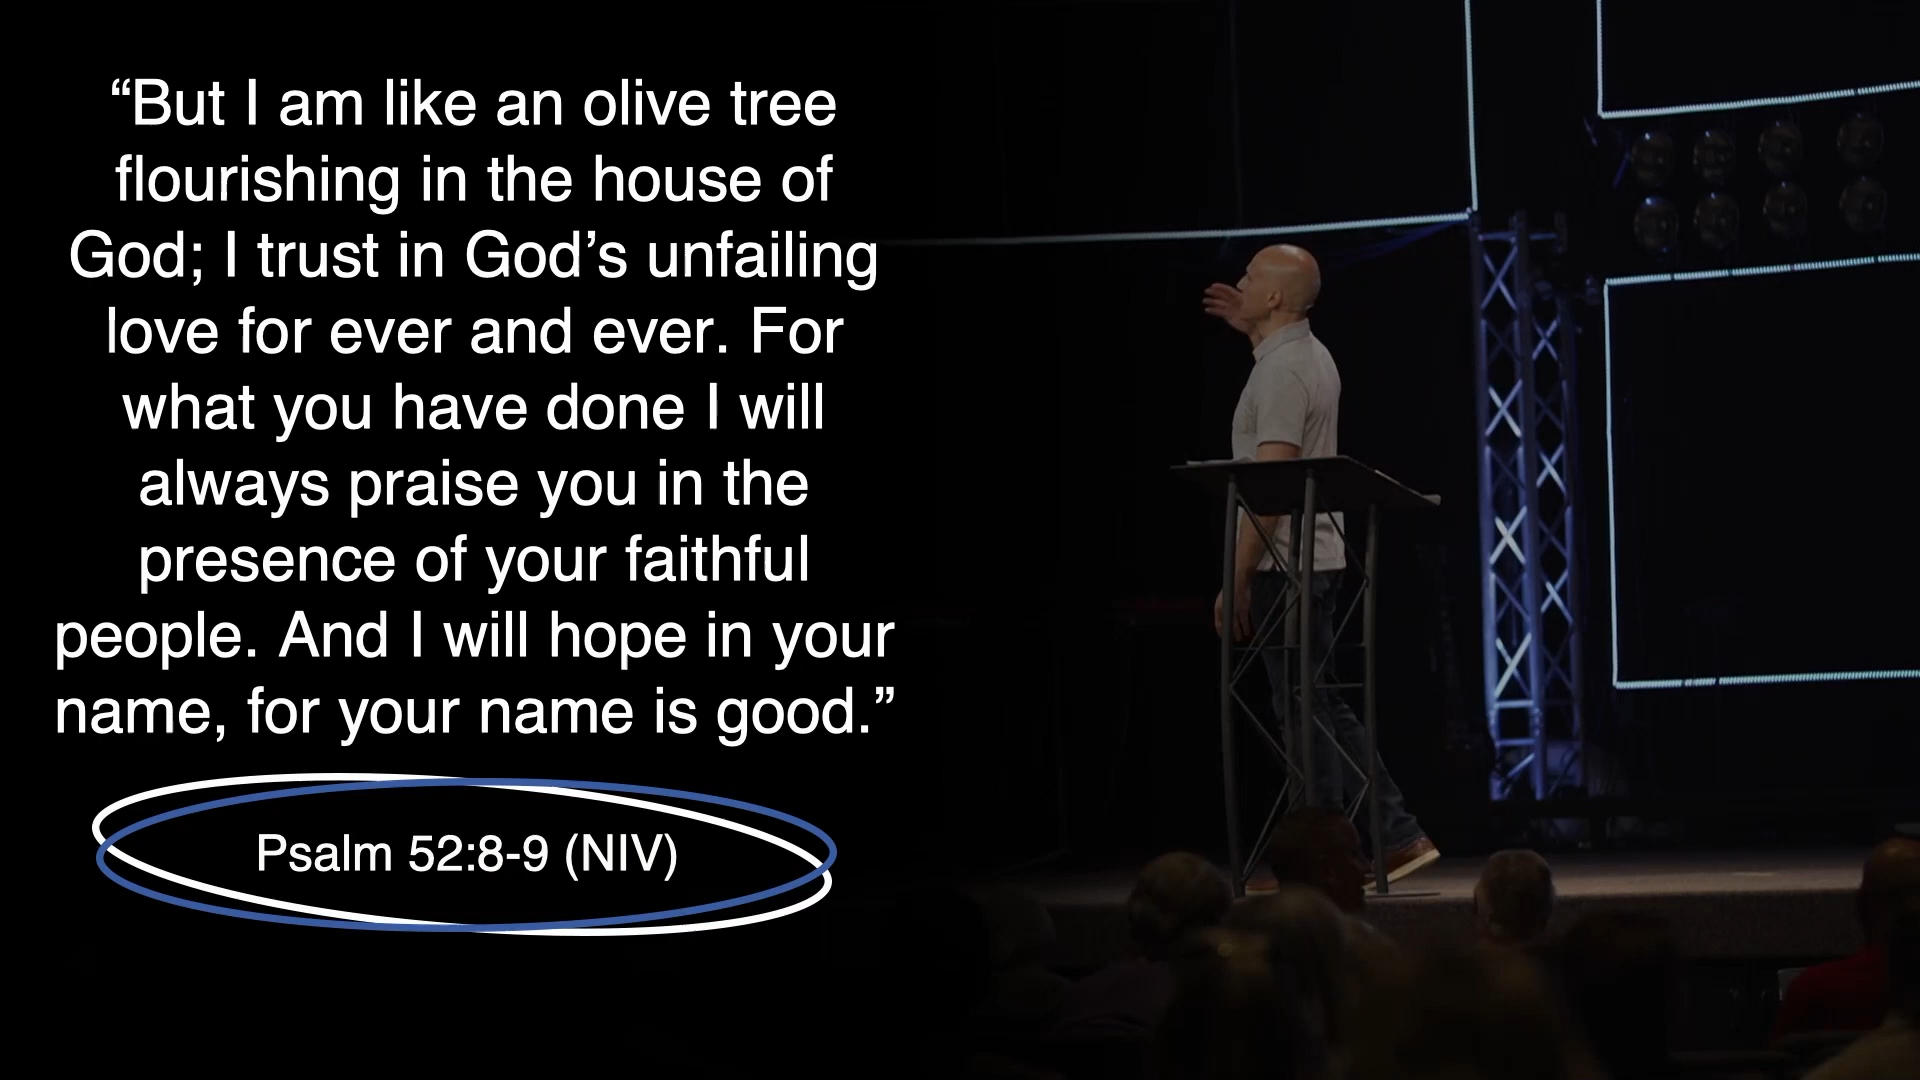 “But I am like an olive tree
flourishing in the house of
God; I trust in God’s unfailing
love for ever and ever. For
what you have done I will
always praise you in the
presence of your faithful
people. And I will hope in your
name, for your name is good.”
Psalm 52:8-9 (NIV)